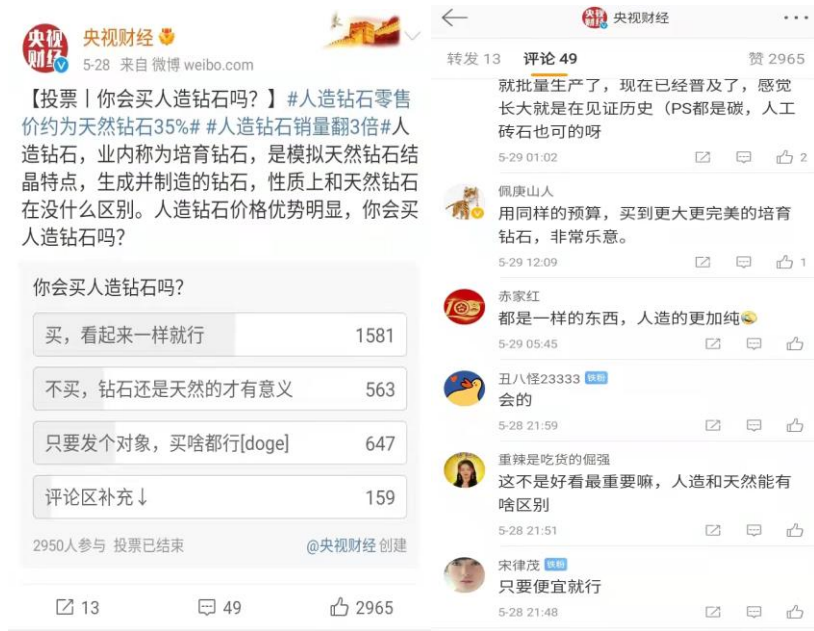 央视财经
央视财经
5-28 来自 微博 weibo.com
【投票丨你会买人造钻石吗？】#人造钻石零售
价约为天然钻石35%# #人造钻石销量翻3倍#人
造钻石，业内称为培育钻石，是模拟天然钻石结
晶特点，生成并制造的钻石，性质上和天然钻石
在没什么区别。人造钻石价格优势明显，你会买
人造钻石吗？
你会买人造钻石吗？
买，看起来一样就行 1581
不买，钻石还是天然的才有意义 563
只要发个对象，买啥都行[doge] 647
评论区补充↓ 159
2950人参与 投票已结束 @央视财经 创建
13 49 2965
央视财经 央视财经
转发 13 评论 49 赞 2965
就批量生产了，现在已经普及了，感觉
长大就是在见证历史（PS都是碳，人工
砖石也可的呀
5-29 01:02 2
佩庚山人
用同样的预算，买到更大更完美的培育
钻石，非常乐意。
5-29 12:09 1
赤家红
100
都是一样的东西，人造的更加纯
5-29 05:45
丑八怪23333 铁粉
会的
5-28 21:59
重辣是吃货的倔强
这不是好看最重要嘛，人造和天然能有
啥区别
5-28 21:51
宋律茂 铁粉
只要便宜就行
5-28 21:48